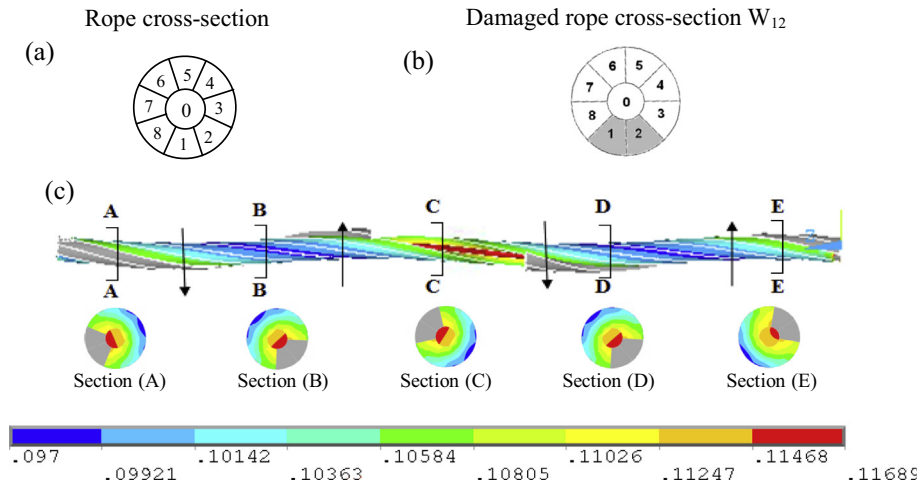 Rope cross-section
Damaged rope cross-section W₁₂
(a)
(b)
6 5 4
7 0 3
8 1 2
6 5
7 4
0
8 3
1 2
(c)
A B C D E
A B C D E
Section (A) Section (B) Section (C) Section (D) Section (E)
.097 .10142 .10584 .11026 .11468
.09921 .10363 .10805 .11247 .11689